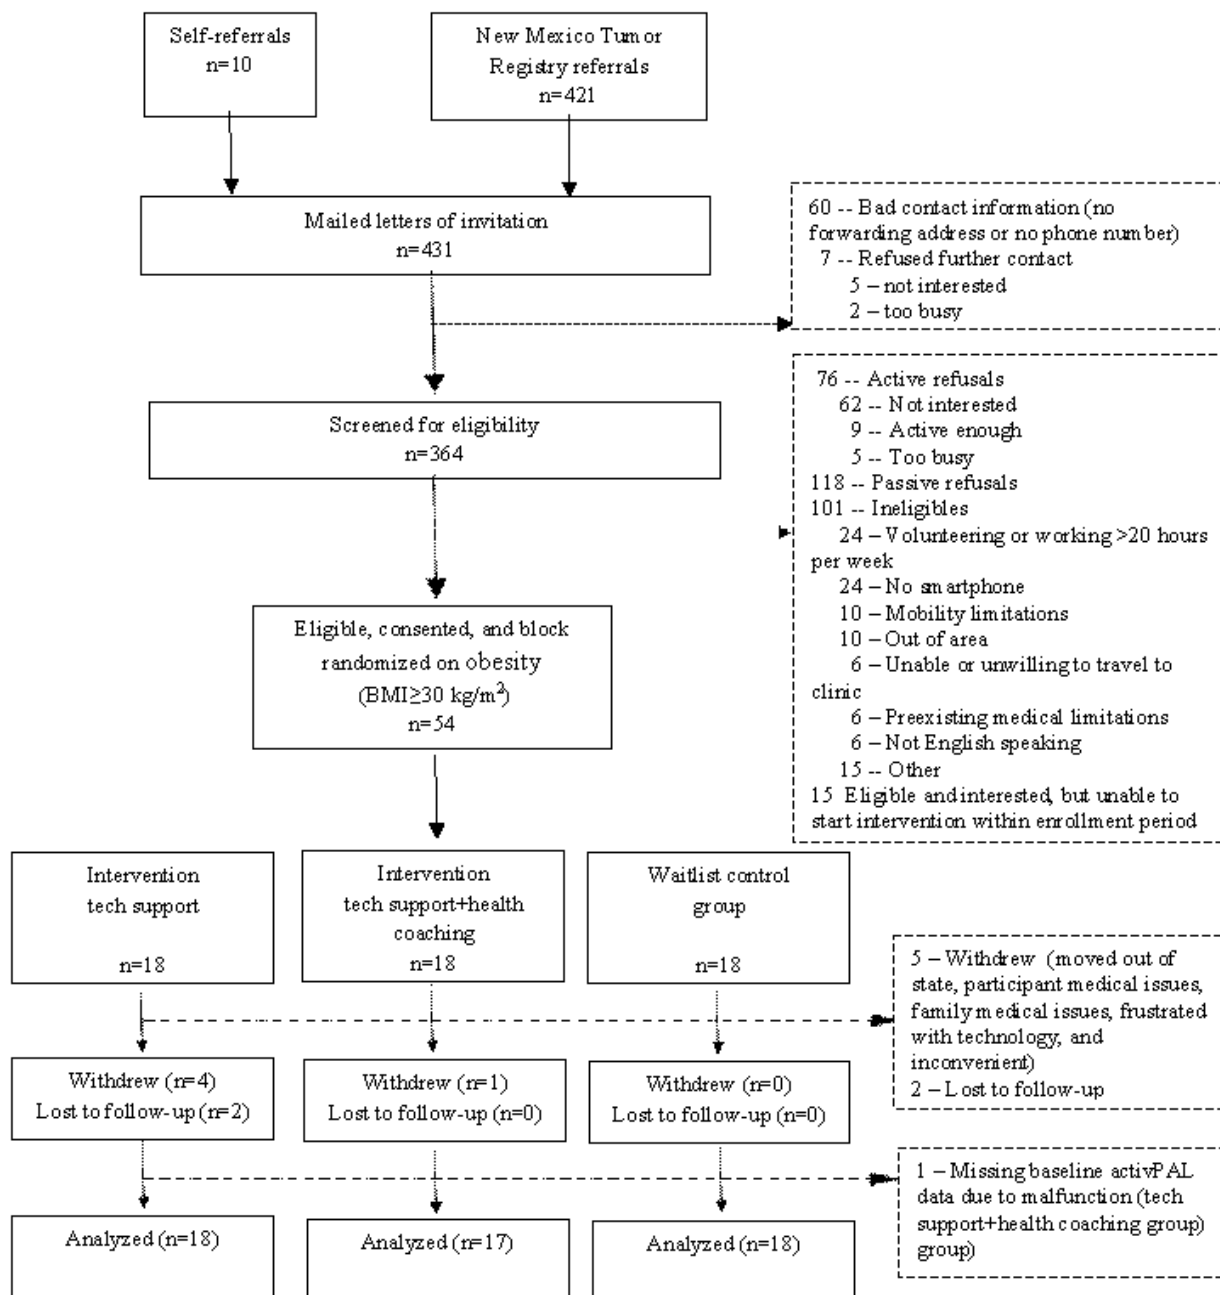 Self-referrals
n=10
New Mexico Tumor
Registry referrals
n=421
Mailed letters of invitation
n=431
60 -- Bad contact information (no
forwarding address or no phone number)
7 -- Refused further contact
5 – not interested
2 – too busy
Screened for eligibility
n=364
76 -- Active refusals
62 -- Not interested
9 -- Active enough
5 -- Too busy
118 -- Passive refusals
101 -- Ineligibles
24 – Volunteering or working >20 hours
per week
24 – No smartphone
10 – Mobility limitations
10 – Out of area
6 – Unable or unwilling to travel to
clinic
6 – Preexisting medical limitations
6 – Not English speaking
15 -- Other
15 Eligible and interested, but unable to
start intervention within enrollment period
Eligible, consented, and block
randomized on obesity
(BMI≥30 kg/m²)
n=54
Intervention
tech support
n=18
Intervention
tech support+health
coaching
n=18
Waitlist control
group
n=18
5 – Withdrew (moved out of
state, participant medical issues,
family medical issues, frustrated
with technology, and
inconvenient)
2 – Lost to follow-up
Withdrew (n=4)
Lost to follow-up (n=2)
Withdrew (n=1)
Lost to follow-up (n=0)
Withdrew (n=0)
Lost to follow-up (n=0)
1 – Missing baseline activPAL
data due to malfunction (tech
support+health coaching group)
group)
Analyzed (n=18)
Analyzed (n=17)
Analyzed (n=18)